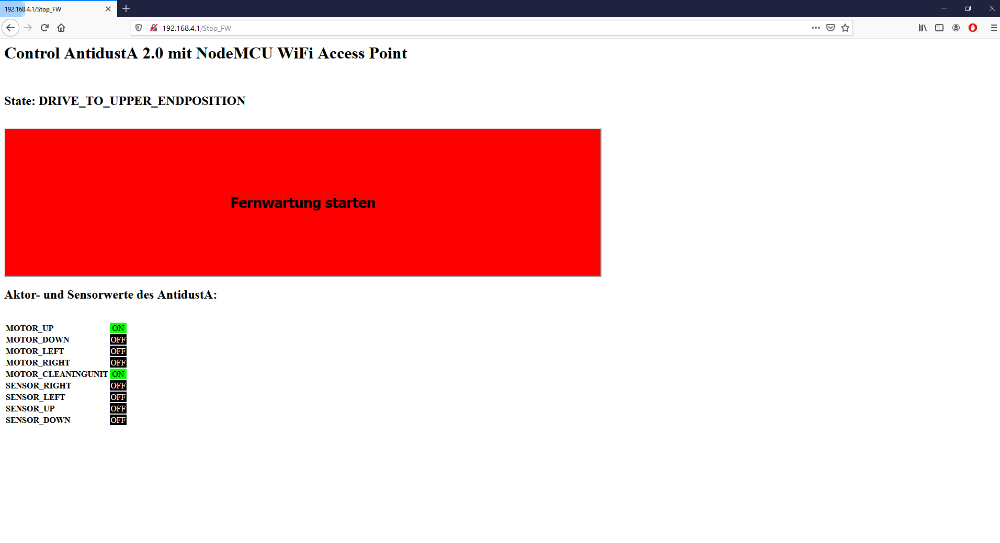 192.168.4.1/Stop_FW
192.168.4.1/Stop_FW
Control AntidustA 2.0 mit NodeMCU WiFi Access Point
State: DRIVE_TO_UPPER_ENDPOSITION
Fernwartung starten
Aktor- und Sensorwerte des AntidustA:
MOTOR_UP ON
MOTOR_DOWN OFF
MOTOR_LEFT OFF
MOTOR_RIGHT OFF
MOTOR_CLEANINGUNIT ON
SENSOR_RIGHT OFF
SENSOR_LEFT OFF
SENSOR_UP OFF
SENSOR_DOWN OFF